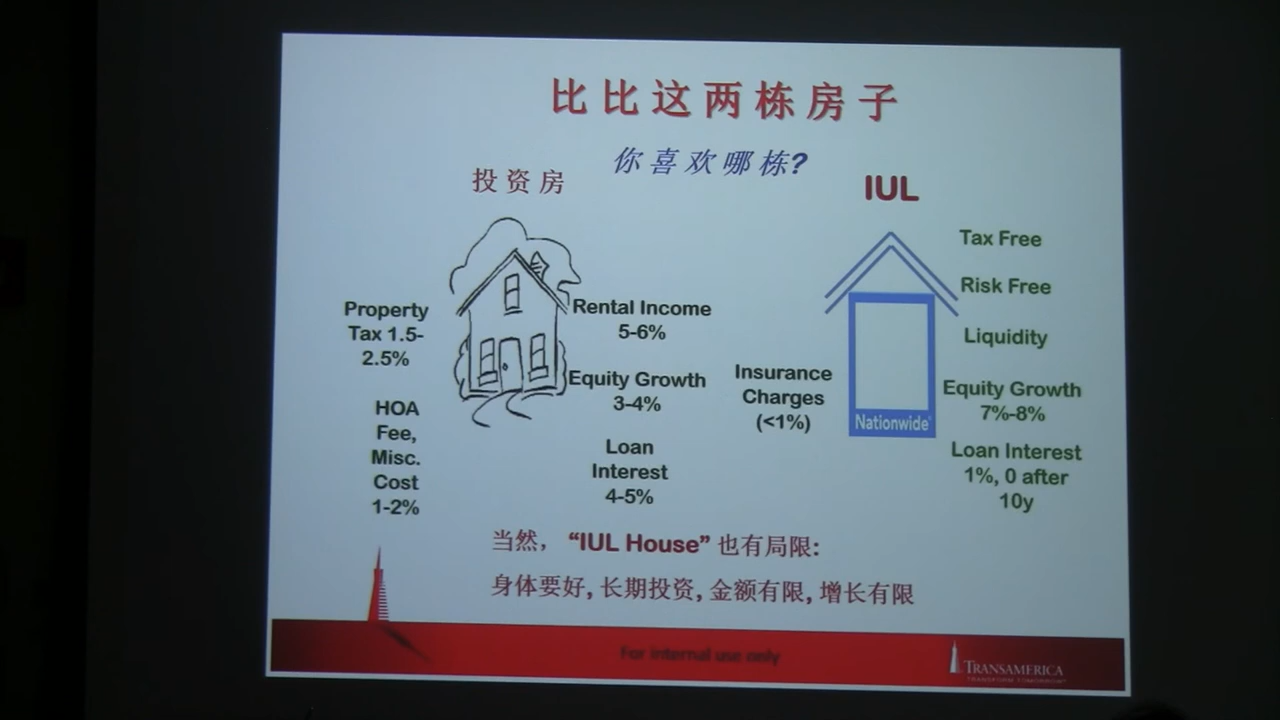 比比这两栋房子
你喜欢哪栋?
投资房
IUL
Property
Tax 1.5-
2.5%
HOA
Fee,
Misc.
Cost
1-2%
Rental Income
5-6%
Equity Growth
3-4%
Loan
Interest
4-5%
Insurance
Charges
(<1%)
Nationwide
Tax Free
Risk Free
Liquidity
Equity Growth
7%-8%
Loan Interest
1%, 0 after
10y
当然，“IUL House”也有局限:
身体要好,长期投资,金额有限,增长有限
For internal use only
TRANSAMERICA
TRANSFORM TOMORROW